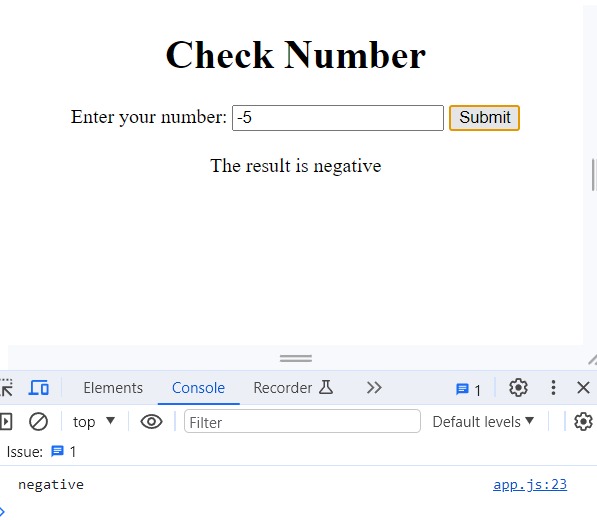 Check Number
Enter your number: -5 Submit
The result is negative
Elements Console Recorder 1
top Filter Default levels
Issue: 1
negative app.js:23